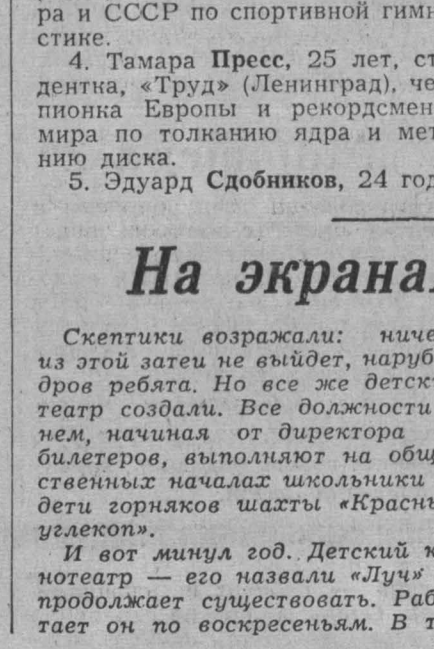 ра и СССР по спортивной гимн
стике.
4. Тамара Пресс, 25 лет, ст
дентка, «Труд» (Ленинград), че
пионка Европы и рекордсмен
мира по толканию ядра и мет
нию диска.
5. Эдуард Сдобников, 24 год
На экрана
Скептики возражали: ниче
из этой затеи не выйдет, наруб
дров ребята. Но все же детск
театр создали. Все должности
нем, начиная от директора
билетеров, выполняют на общ
ственных началах школьники
дети горняков шахты «Красны
углекоп».
И вот минул год. Детский к
нотеатр — его назвали «Луч»
продолжает существовать. Раб
тает он по воскресеньям. В т